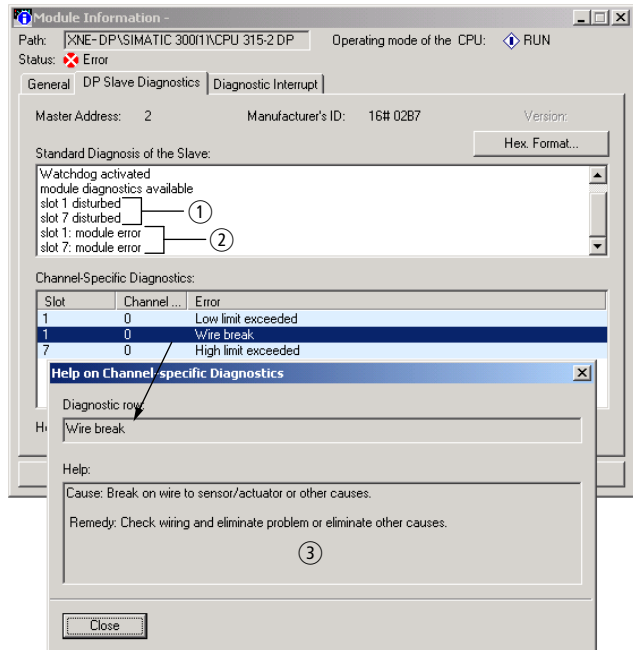 Module Information -
Path: XNE-DP\SIMATIC 300(1)\CPU 315-2 DP Operating mode of the CPU: RUN
Status: Error
General DP Slave Diagnostics Diagnostic Interrupt
Master Address: 2 Manufacturer's ID: 16# 02B7 Version:
Hex. Format...
Standard Diagnosis of the Slave:
Watchdog activated
module diagnostics available
slot 1 disturbed
slot 7 disturbed
1
slot 1: module error
slot 7: module error
2
Channel-Specific Diagnostics:
Slot Channel ... Error
1 0 Low limit exceeded
1 0 Wire break
7 0 High limit exceeded
Help on Channel-specific Diagnostics
Diagnostic row:
Wire break
Help:
Cause: Break on wire to sensor/actuator or other causes.
Remedy: Check wiring and eliminate problem or eliminate other causes.
3
Close